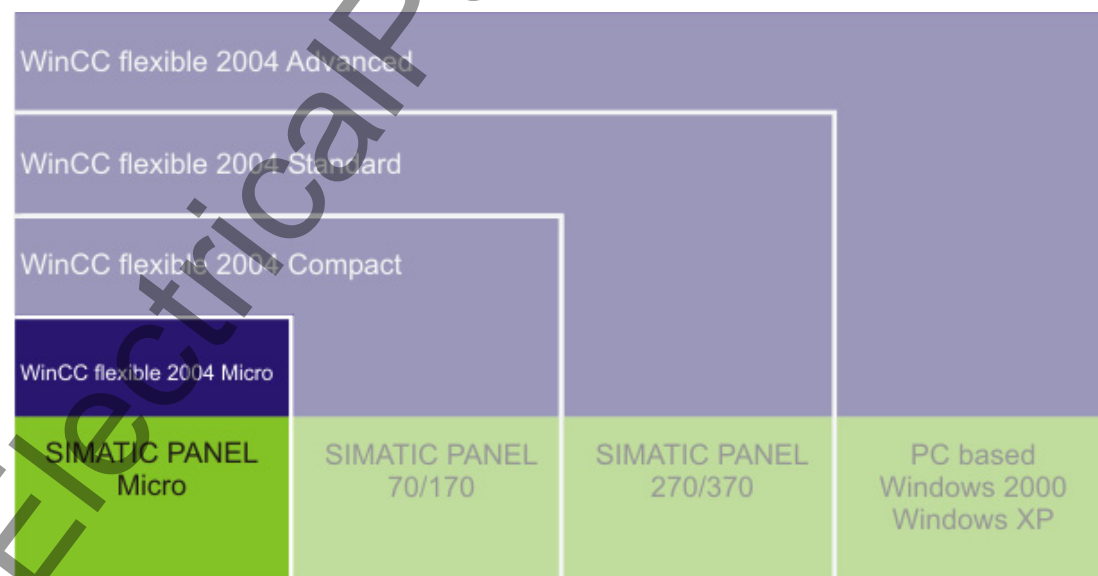 WinCC flexible 2004 Advanced
WinCC flexible 2004 Standard
WinCC flexible 2004 Compact
WinCC flexible 2004 Micro
SIMATIC PANEL
Micro
SIMATIC PANEL
70/170
SIMATIC PANEL
270/370
PC based
Windows 2000
Windows XP
Electrical